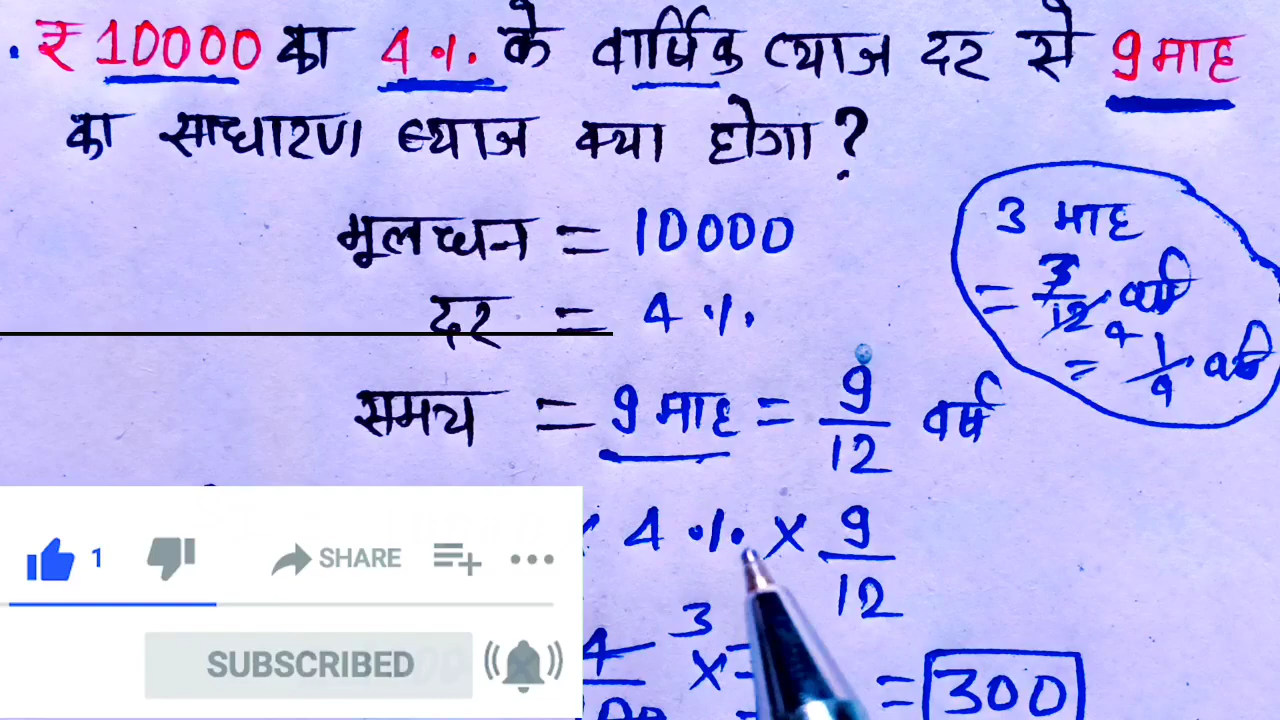 ₹ 10000 का 4% के वार्षिक ब्याज दर से 9 माह
का साधारण ब्याज क्या होगा?
मूलधन = 10000
दर = 4 %
समय = 9 माह = 9/12 वर्ष
3 माह
= 3/12 वर्ष 4
= 1/4 वर्ष
× 4 % × 9/12
4 3
×
= 300
1 SHARE
SUBSCRIBED